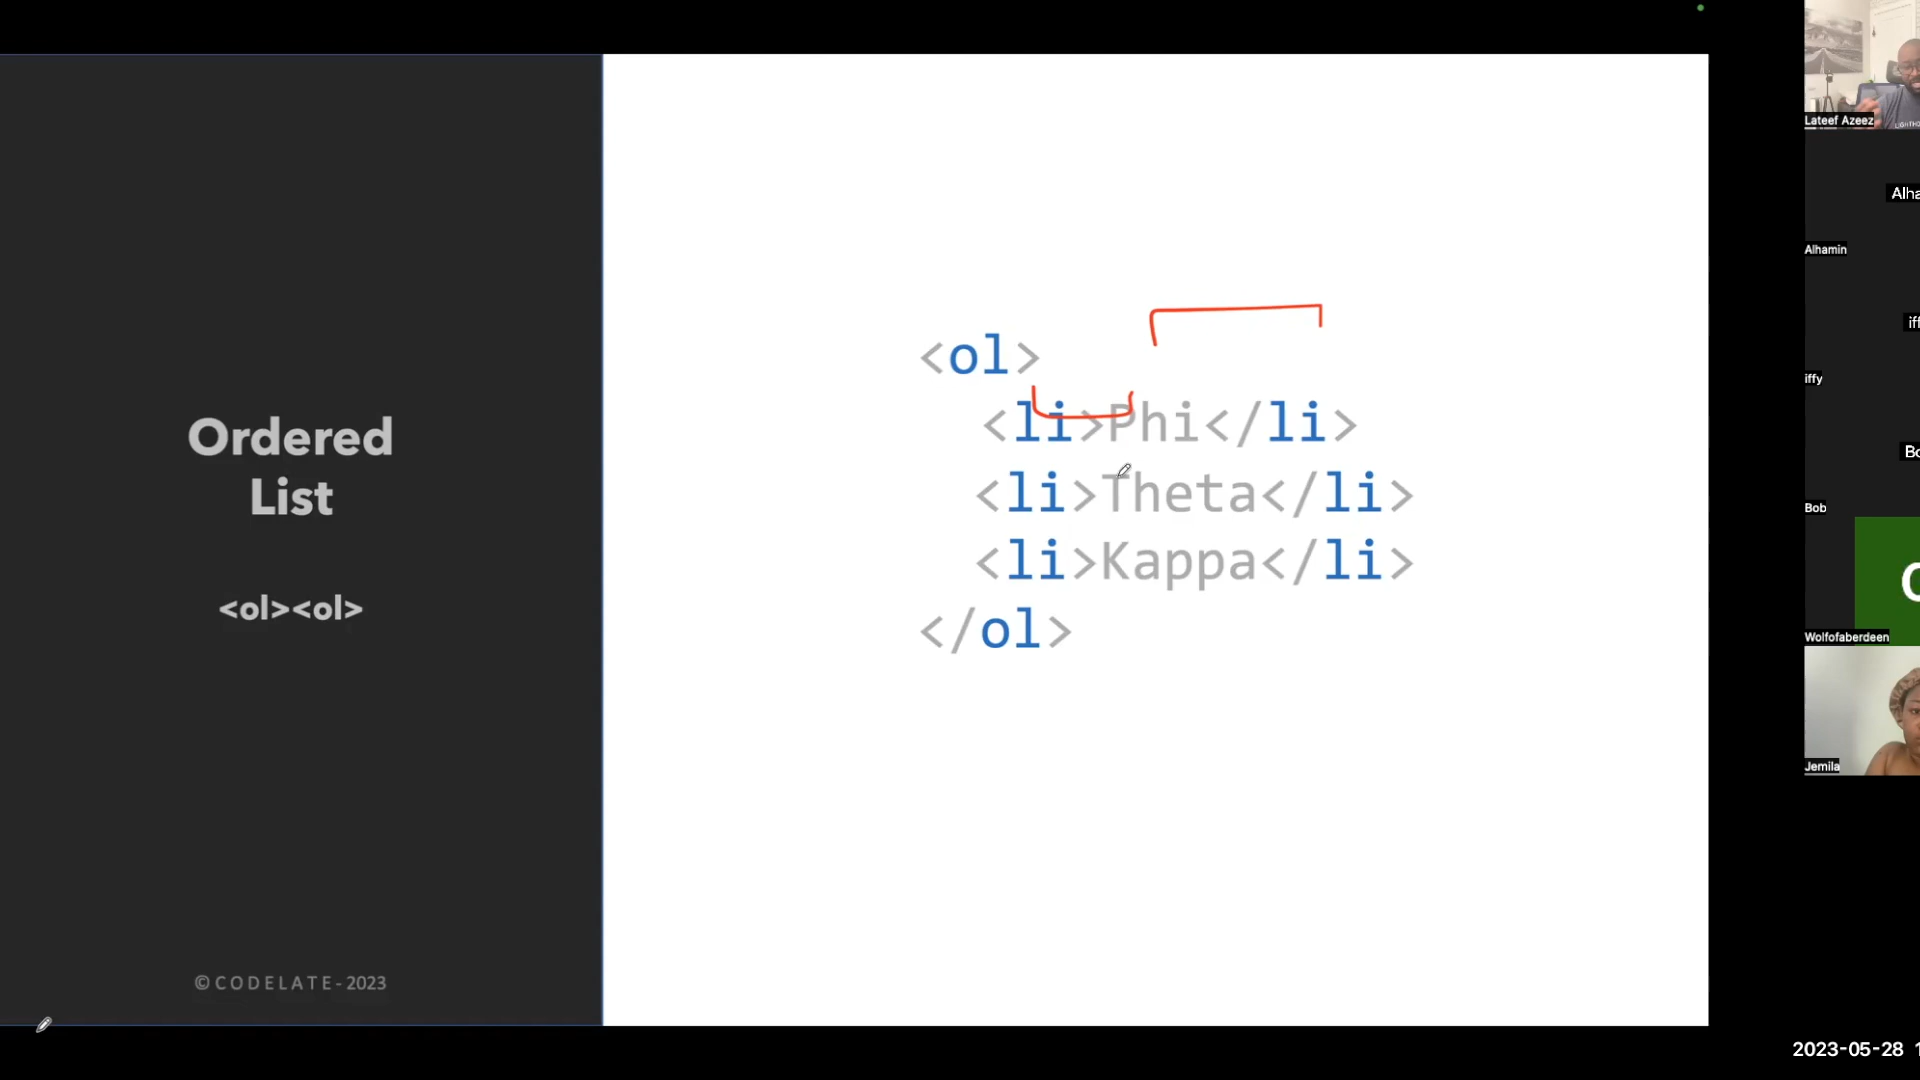 Ordered
List
<ol><ol>
©CODELATE-2023
<ol>
<li>Phi</li>
<li>Theta</li>
<li>Kappa</li>
</ol>
Lateef Azeez
Alhamin
iffy
Bob
Wolfofaberdeen
Jemila
2023-05-28